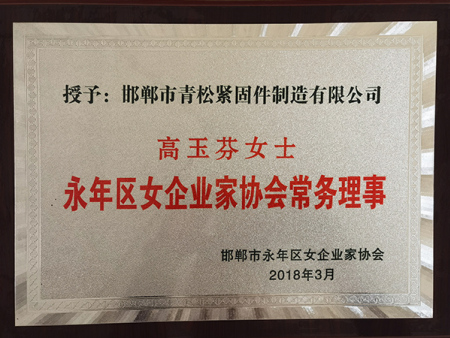 授予：邯郸市青松紧固件制造有限公司
高玉芬女士
永年区女企业家协会常务理事
邯郸市永年区女企业家协会
2018年3月